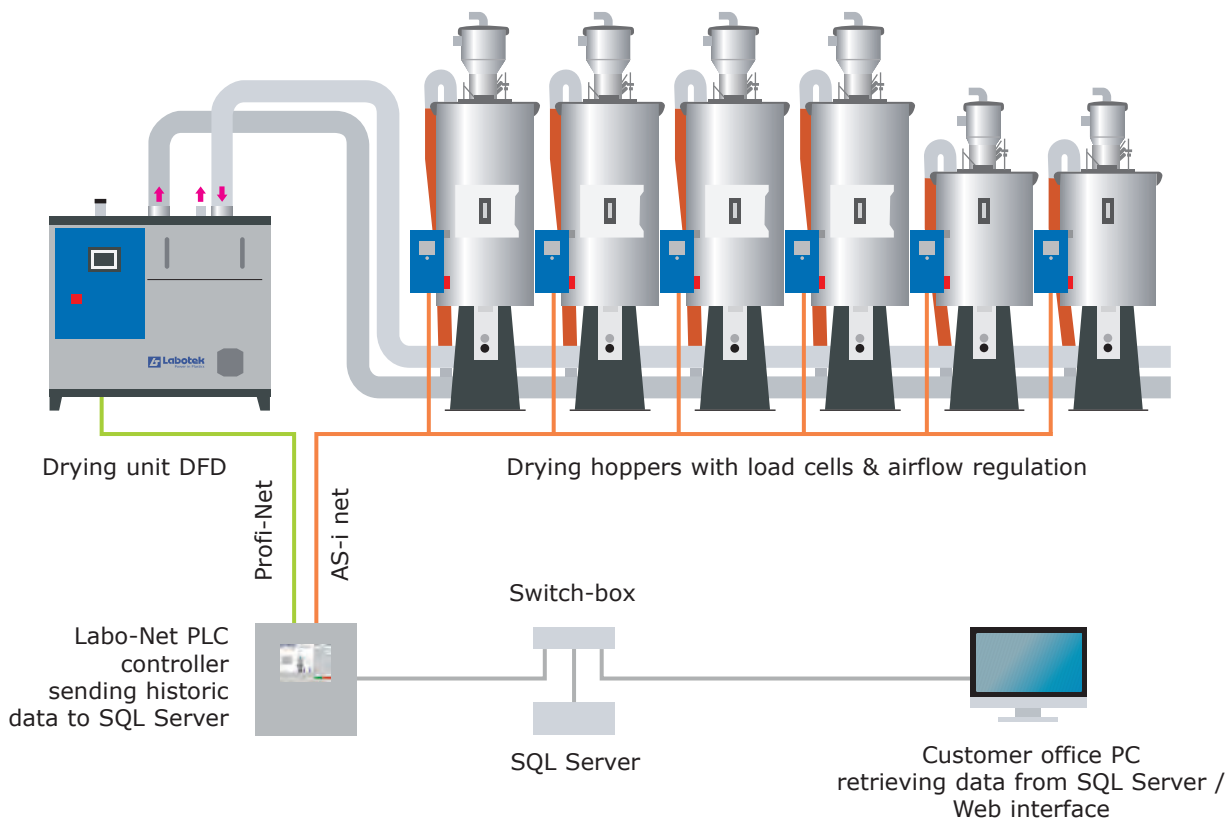 Labotek
Drying unit DFD
Drying hoppers with load cells & airflow regulation
Profi-Net
AS-i net
Switch-box
Labo-Net PLC
controller
sending historic
data to SQL Server
SQL Server
Customer office PC
retrieving data from SQL Server /
Web interface